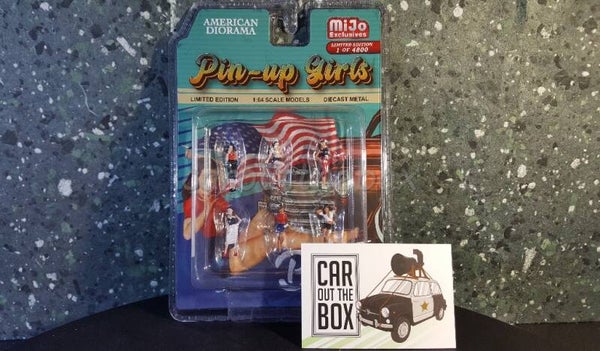 AMERICAN
DIORAMA
MiJo
Exclusives
LIMITED EDITION
1 OF 4800
Pin-up Girls
LIMITED EDITION 1:64 SCALE MODELS DIECAST METAL
CAR
OUT THE
BOX